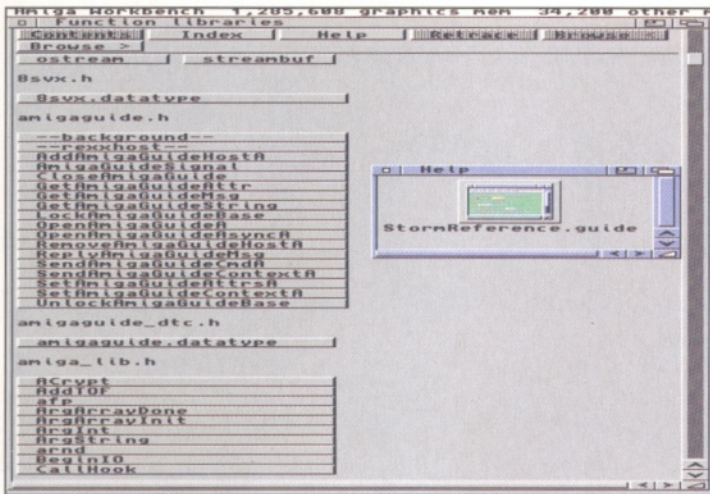 Amiga Workbench 1,285,608 graphics mem 34,200 other
Function libraries
Contents Index Help Retrace Browse <
Browse >
ostream streambuf
8svx.h
8svx.datatype
amigaguide.h
--background--
--rexxhost--
AddAmigaGuideHostA
AmigaGuideSignal
CloseAmigaGuide
GetAmigaGuideAttr
GetAmigaGuideMsg
GetAmigaGuideString
LockAmigaGuideBase
OpenAmigaGuideA
OpenAmigaGuideAsyncA
RemoveAmigaGuideHostA
ReplyAmigaGuideMsg
SendAmigaGuideCmdA
SendAmigaGuideContextA
SetAmigaGuideAttrsA
SetAmigaGuideContextA
UnlockAmigaGuideBase
amigaguide_dtc.h
amigaguide.datatype
amiga_lib.h
ACrypt
AddTOF
afp
ArgArrayDone
ArgArrayInit
ArgInt
ArgString
arnd
BeginIO
CallHook
Help
StormReference.guide